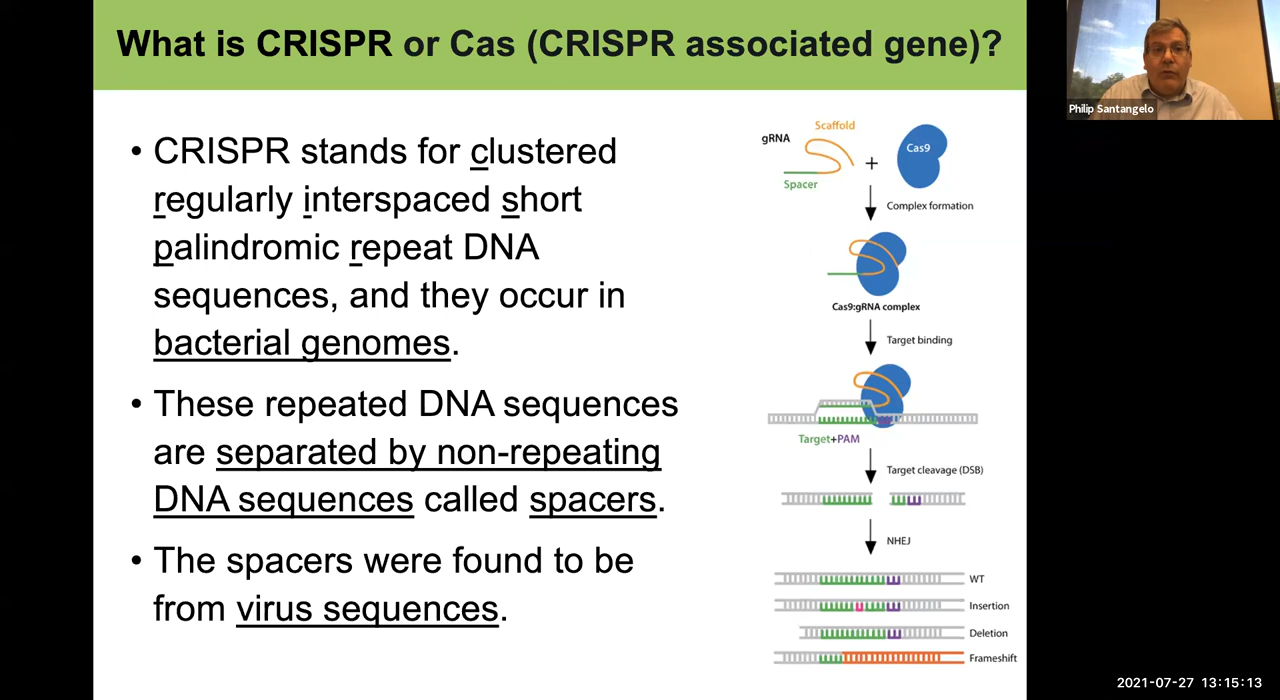 What is CRISPR or Cas (CRISPR associated gene)?
Philip Santangelo
• CRISPR stands for clustered
regularly interspaced short
palindromic repeat DNA
sequences, and they occur in
bacterial genomes.
• These repeated DNA sequences
are separated by non-repeating
DNA sequences called spacers.
• The spacers were found to be
from virus sequences.
Scaffold
gRNA
+
Cas9
Spacer
Complex formation
Cas9:gRNA complex
Target binding
Target+PAM
Target cleavage (DSB)
NHEJ
WT
Insertion
Deletion
Frameshift
2021-07-27 13:15:13